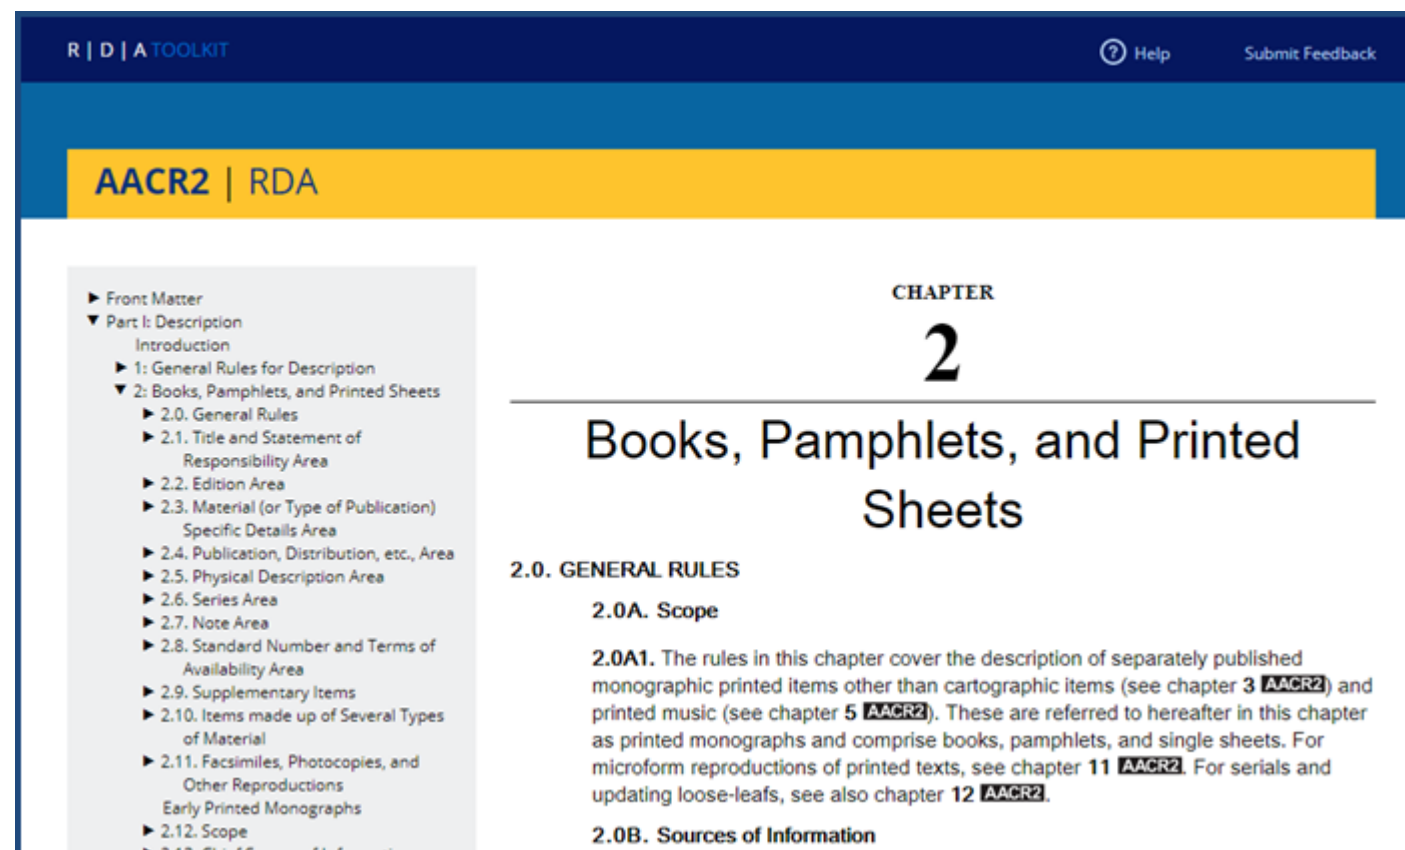 R | D | A TOOLKIT
Help
Submit Feedback
AACR2 | RDA
Front Matter
Part I: Description
Introduction
1: General Rules for Description
2: Books, Pamphlets, and Printed Sheets
2.0. General Rules
2.1. Title and Statement of
Responsibility Area
2.2. Edition Area
2.3. Material (or Type of Publication)
Specific Details Area
2.4. Publication, Distribution, etc., Area
2.5. Physical Description Area
2.6. Series Area
2.7. Note Area
2.8. Standard Number and Terms of
Availability Area
2.9. Supplementary Items
2.10. Items made up of Several Types
of Material
2.11. Facsimiles, Photocopies, and
Other Reproductions
Early Printed Monographs
2.12. Scope
CHAPTER
2
Books, Pamphlets, and Printed
Sheets
2.0. GENERAL RULES
2.0A. Scope
2.0A1. The rules in this chapter cover the description of separately published
monographic printed items other than cartographic items (see chapter 3 AACR2) and
printed music (see chapter 5 AACR2). These are referred to hereafter in this chapter
as printed monographs and comprise books, pamphlets, and single sheets. For
microform reproductions of printed texts, see chapter 11 AACR2. For serials and
updating loose-leafs, see also chapter 12 AACR2.
2.0B. Sources of Information